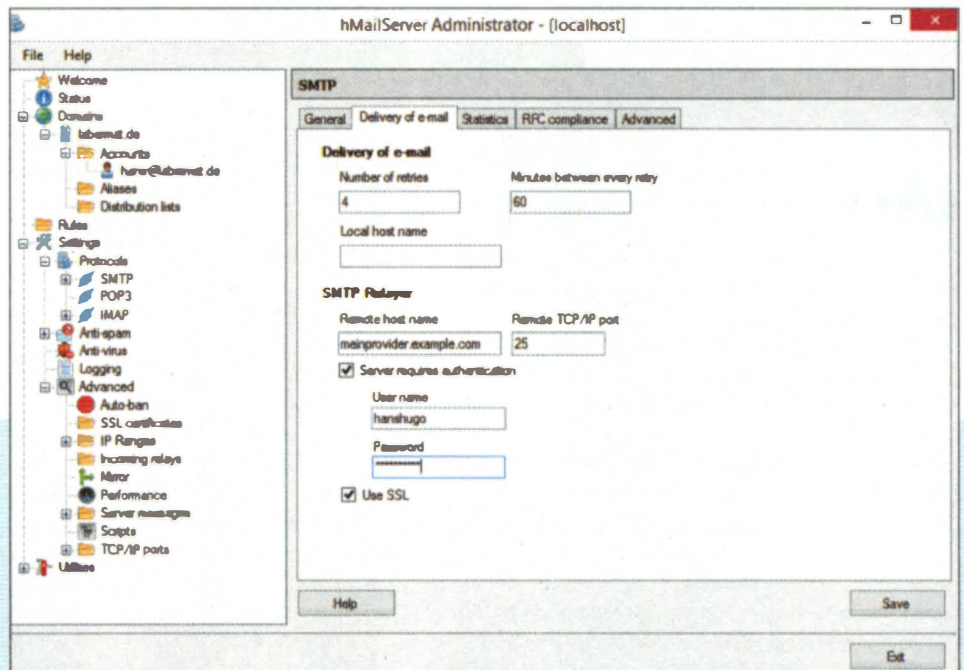 hMailServer Administrator - [localhost]
File Help
Welcome
Status
Domains
labermat.de
Accounts
Aliases
Distribution lists
Rules
Settings
Protocols
SMTP
POP3
IMAP
Anti-spam
Anti-virus
Logging
Advanced
Auto-ban
SSL certificates
IP Ranges
Incoming relays
Mirror
Performance
Server messages
Scripts
TCP/IP ports
Utilities
SMTP
General Delivery of e-mail Statistics RFC compliance Advanced
Delivery of e-mail
Number of retries Minutes between every retry
4 60
Local host name
SMTP Relayer
Remote host name Remote TCP/IP port
meinprovider.example.com 25
Server requires authentication
User name
hanshugo
Password
**********
Use SSL
Help Save
Exit